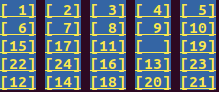 [ 1] [ 2] [ 3] [ 4] [ 5]
[ 6] [ 7] [ 8] [ 9] [10]
[15] [17] [11] [  ] [19]
[22] [24] [16] [13] [23]
[12] [14] [18] [20] [21]